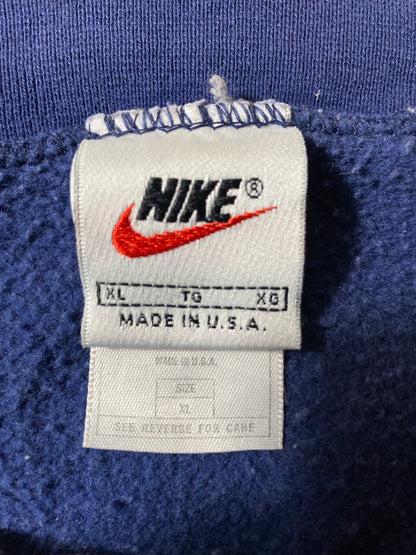 NIKE®
XL TG XG
MADE IN U.S.A.
MADE IN U.S.A.
SIZE
XL
SEE REVERSE FOR CARE